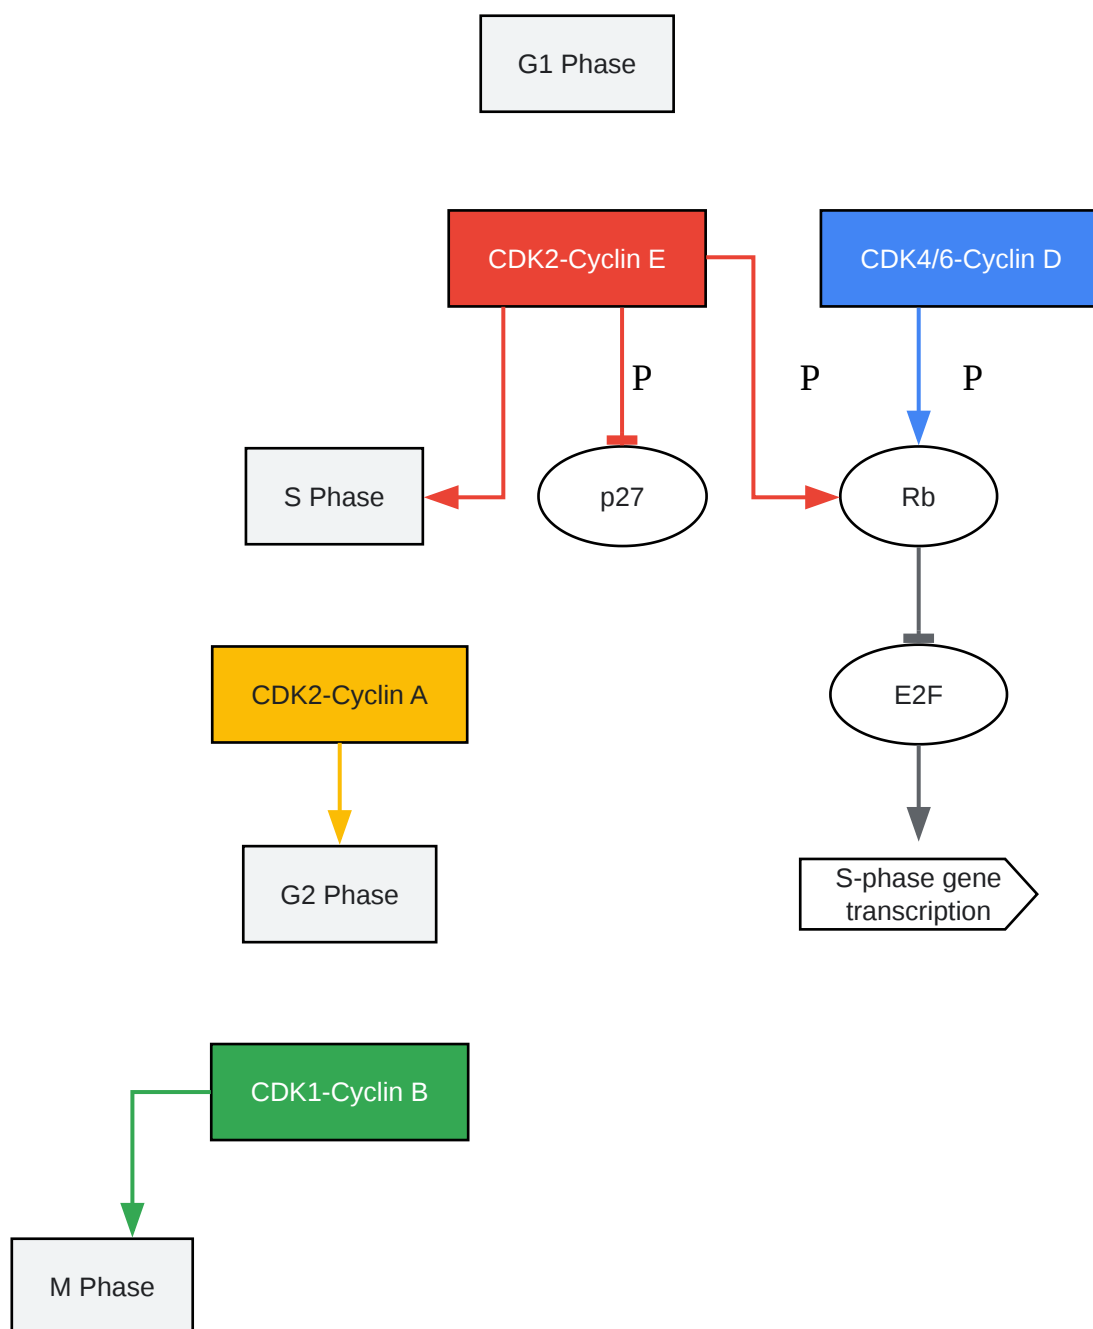 G1 Phase
CDK2-Cyclin E
CDK4/6-Cyclin D
P
P
P
S Phase
p27
Rb
CDK2-Cyclin A
E2F
G2 Phase
S-phase gene
transcription
CDK1-Cyclin B
M Phase